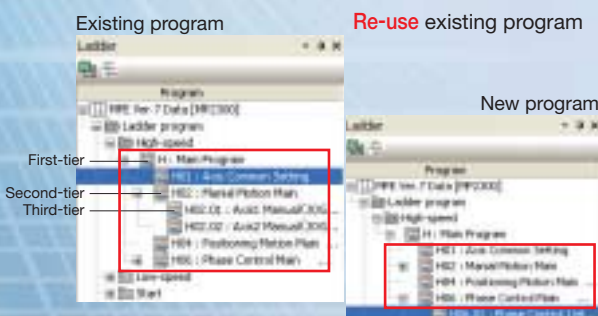 Existing program
Re-use existing program
Ladder
Program
MPE Ver.7 Data [MP2300]
Ladder program
High-speed
First-tier
H : Main Program
H01 : Axis Common Setting
Second-tier
H02 : Manual Motion Main
Third-tier
H02.01 : Axis1 Manual(JOG...
H02.02 : Axis2 Manual(JOG...
H04 : Positioning Motion Main
H06 : Phase Control Main
Low-speed
Start
New program
Ladder
Program
MPE Ver.7 Data [MP2300]
Ladder program
High-speed
H : Main Program
H01 : Axis Common Setting
H02 : Manual Motion Main
H04 : Positioning Motion Main
H06 : Phase Control Main